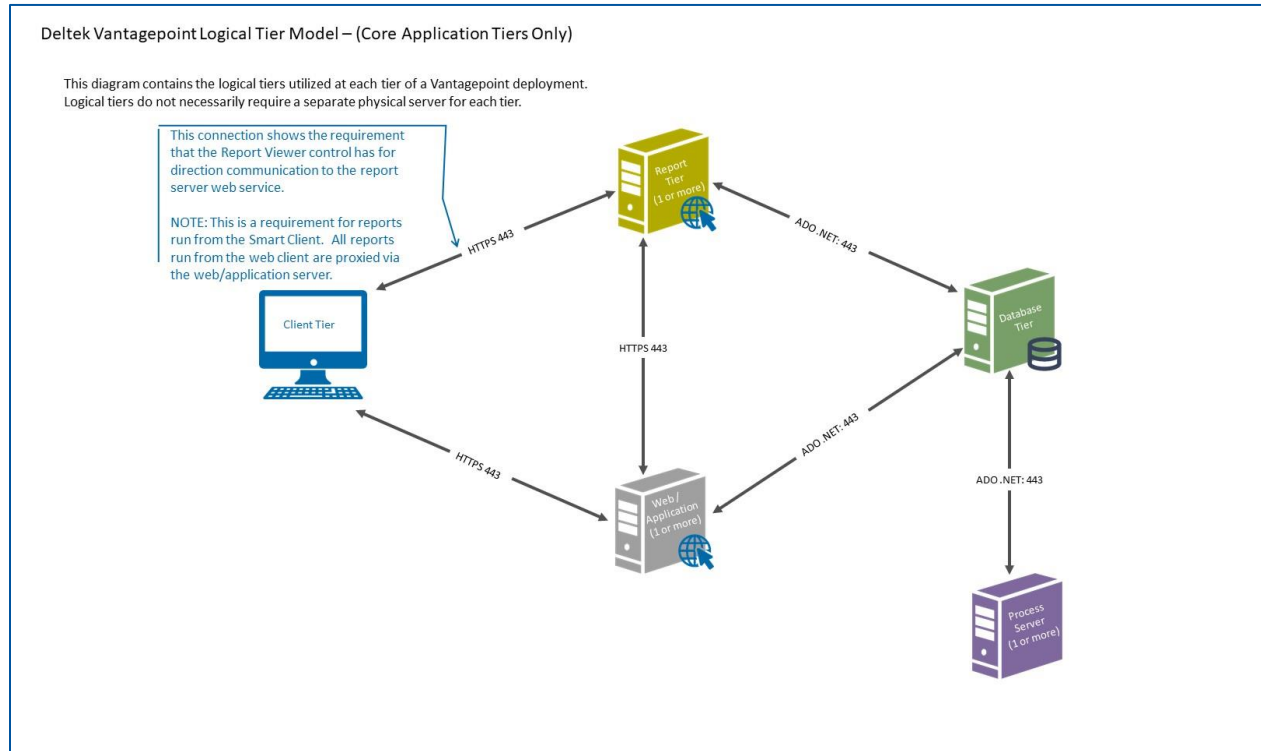 Deltek Vantagepoint Logical Tier Model – (Core Application Tiers Only)
This diagram contains the logical tiers utilized at each tier of a Vantagepoint deployment.
Logical tiers do not necessarily require a separate physical server for each tier.
This connection shows the requirement
that the Report Viewer control has for
direction communication to the report
server web service.
NOTE: This is a requirement for reports
run from the Smart Client.  All reports
run from the web client are proxied via
the web/application server.
Report
Tier
(1 or more)
HTTPS 443
ADO .NET: 443
Client Tier
Database
Tier
HTTPS 443
ADO .NET: 443
HTTPS 443
ADO .NET: 443
Web /
Application
(1 or more)
Process
Server
(1 or more)